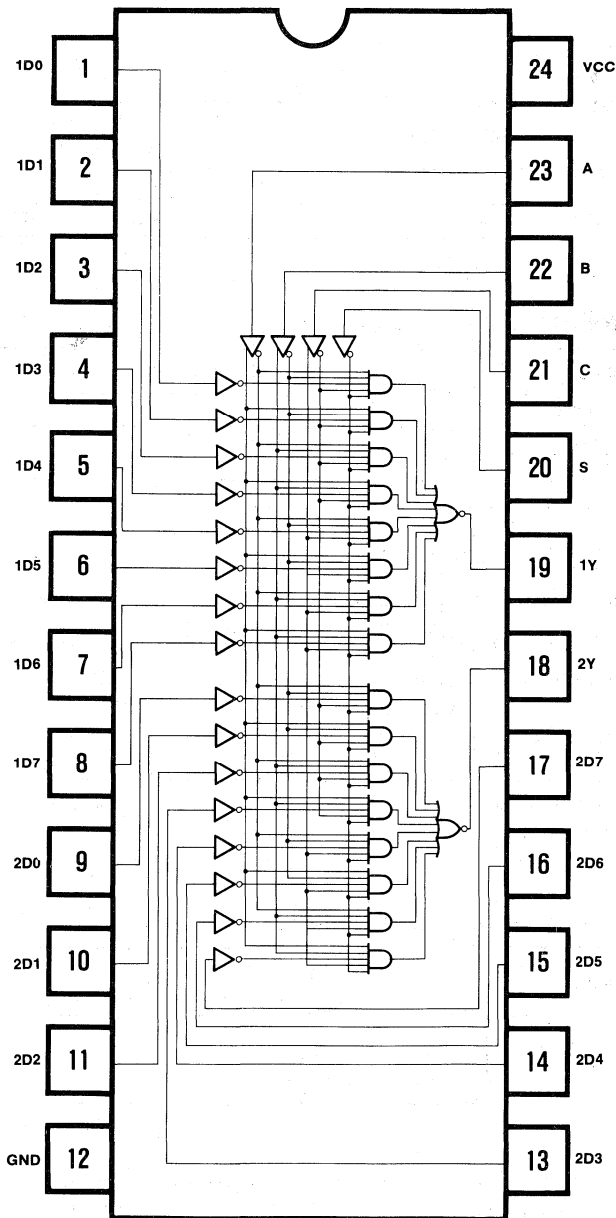 1D0 1 24 VCC
1D1 2 23 A
1D2 3 22 B
1D3 4 21 C
1D4 5 20 S
1D5 6 19 1Y
1D6 7 18 2Y
1D7 8 17 2D7
2D0 9 16 2D6
2D1 10 15 2D5
2D2 11 14 2D4
GND 12 13 2D3